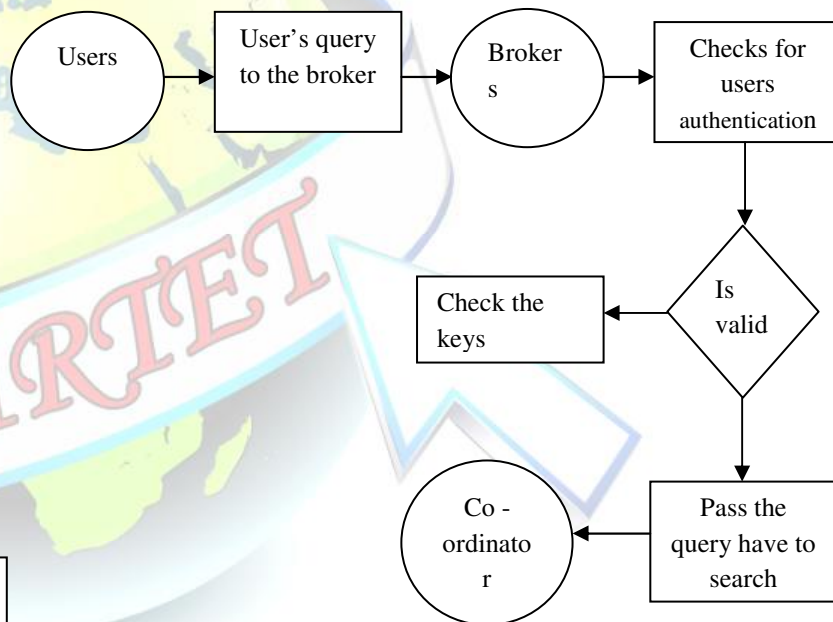 Users
User's query
to the broker
Broker
s
Checks for
users
authentication
Is
valid
Check the
keys
Pass the
query have to
search
Co -
ordinato
r
RTET